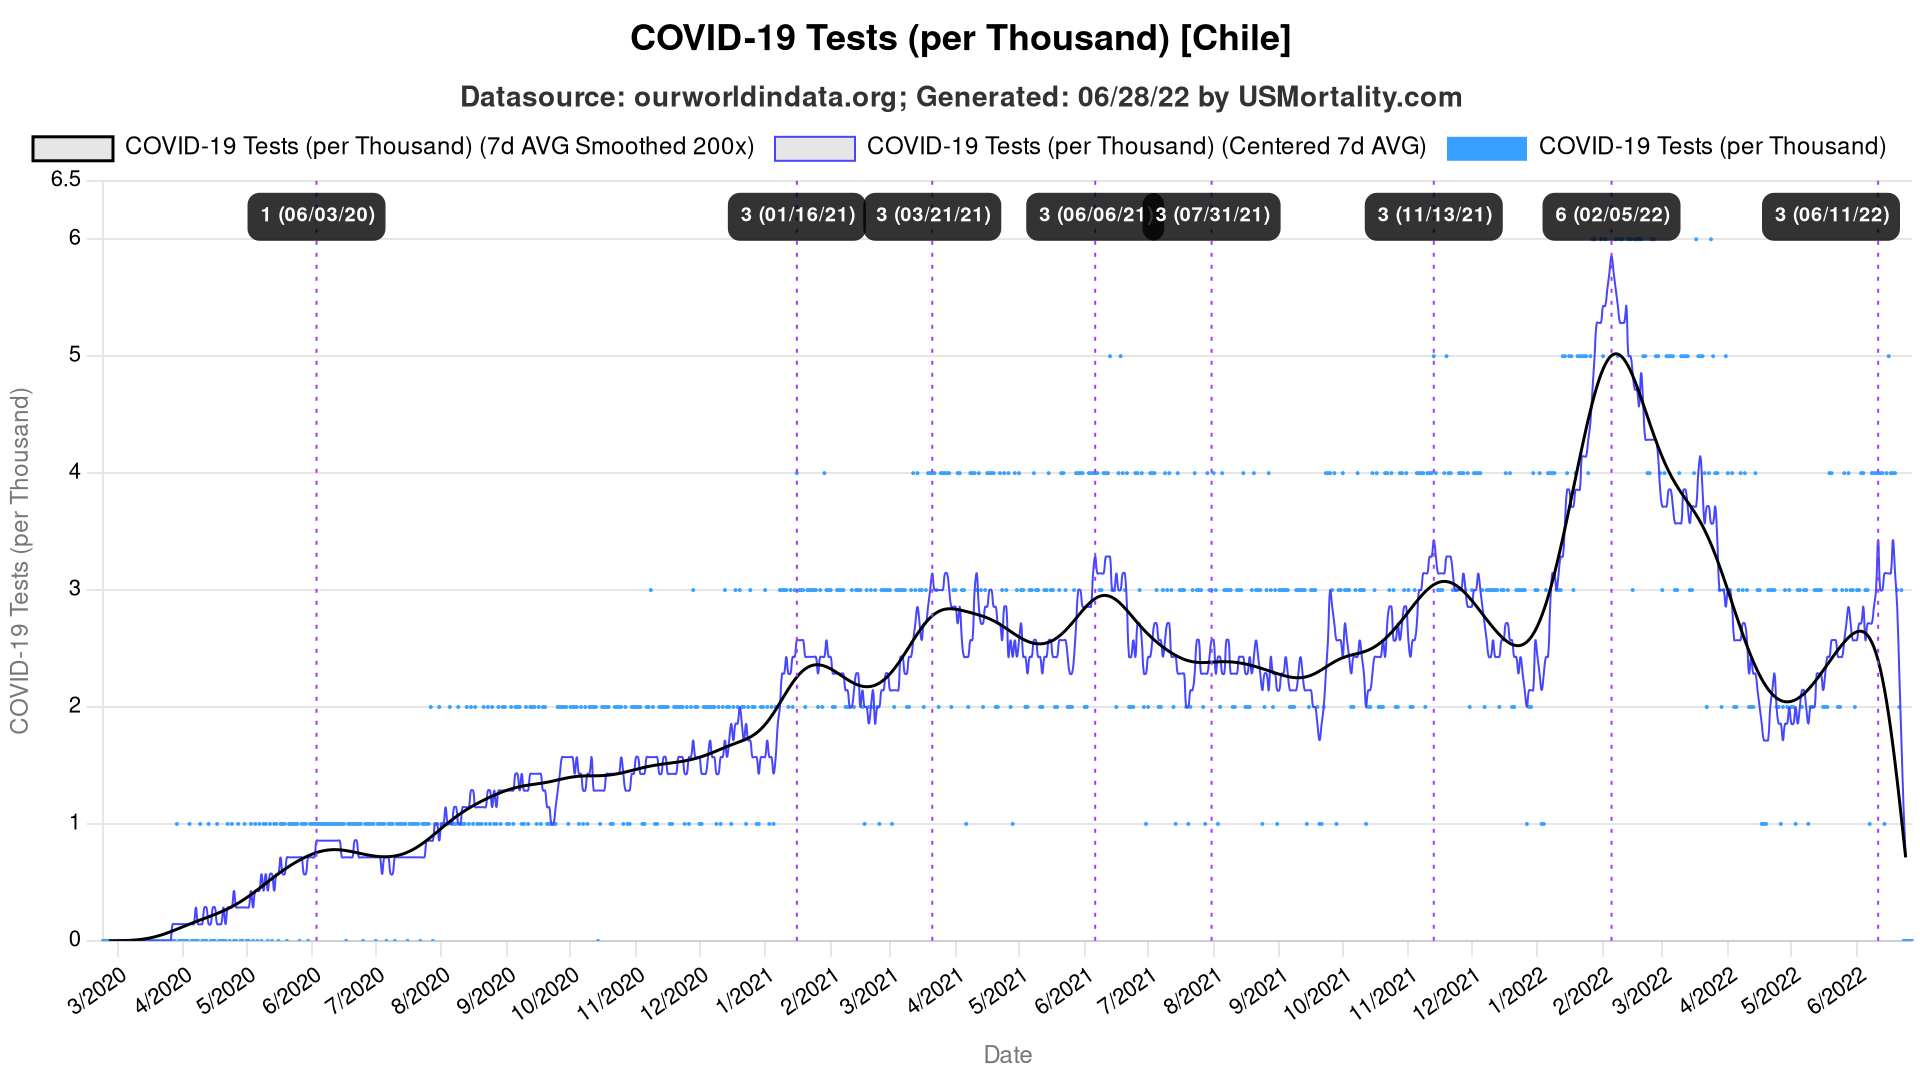 COVID-19 Tests (per Thousand) [Chile]
Datasource: ourworldindata.org; Generated: 06/28/22 by USMortality.com
COVID-19 Tests (per Thousand) (7d AVG Smoothed 200x) COVID-19 Tests (per Thousand) (Centered 7d AVG) COVID-19 Tests (per Thousand)
6.5
1 (06/03/20) 3 (01/16/21) 3 (03/21/21) 3 (06/06/21) 3 (07/31/21) 3 (11/13/21) 6 (02/05/22) 3 (06/11/22)
6
5
4
3
2
1
0
COVID-19 Tests (per Thousand)
3/2020 4/2020 5/2020 6/2020 7/2020 8/2020 9/2020 10/2020 11/2020 12/2020 1/2021 2/2021 3/2021 4/2021 5/2021 6/2021 7/2021 8/2021 9/2021 10/2021 11/2021 12/2021 1/2022 2/2022 3/2022 4/2022 5/2022 6/2022
Date